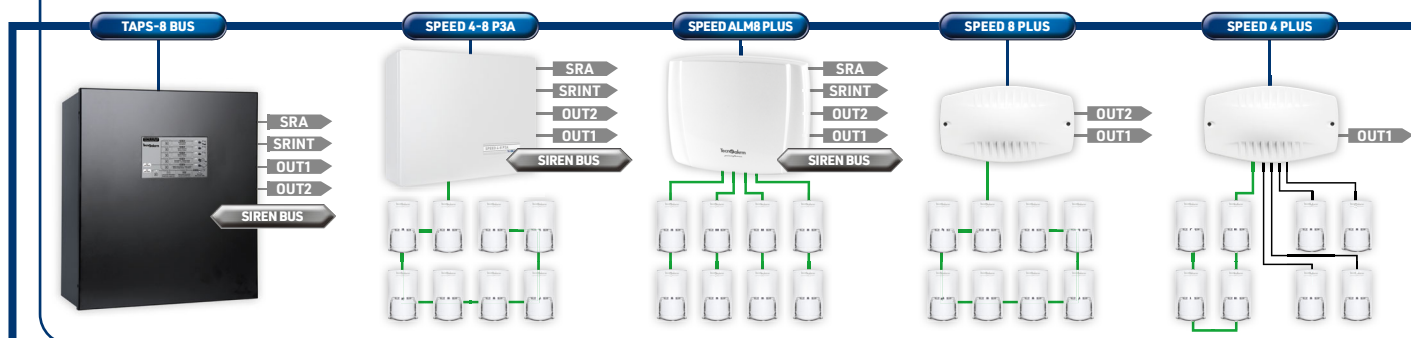 TAPS-8 BUS
SRA
SRINT
OUT1
OUT2
SIREN BUS
SPEED 4-8 P3A
SRA
SRINT
OUT2
OUT1
SIREN BUS
SPEED ALM8 PLUS
SRA
SRINT
OUT2
OUT1
SIREN BUS
SPEED 8 PLUS
OUT2
OUT1
SPEED 4 PLUS
OUT1